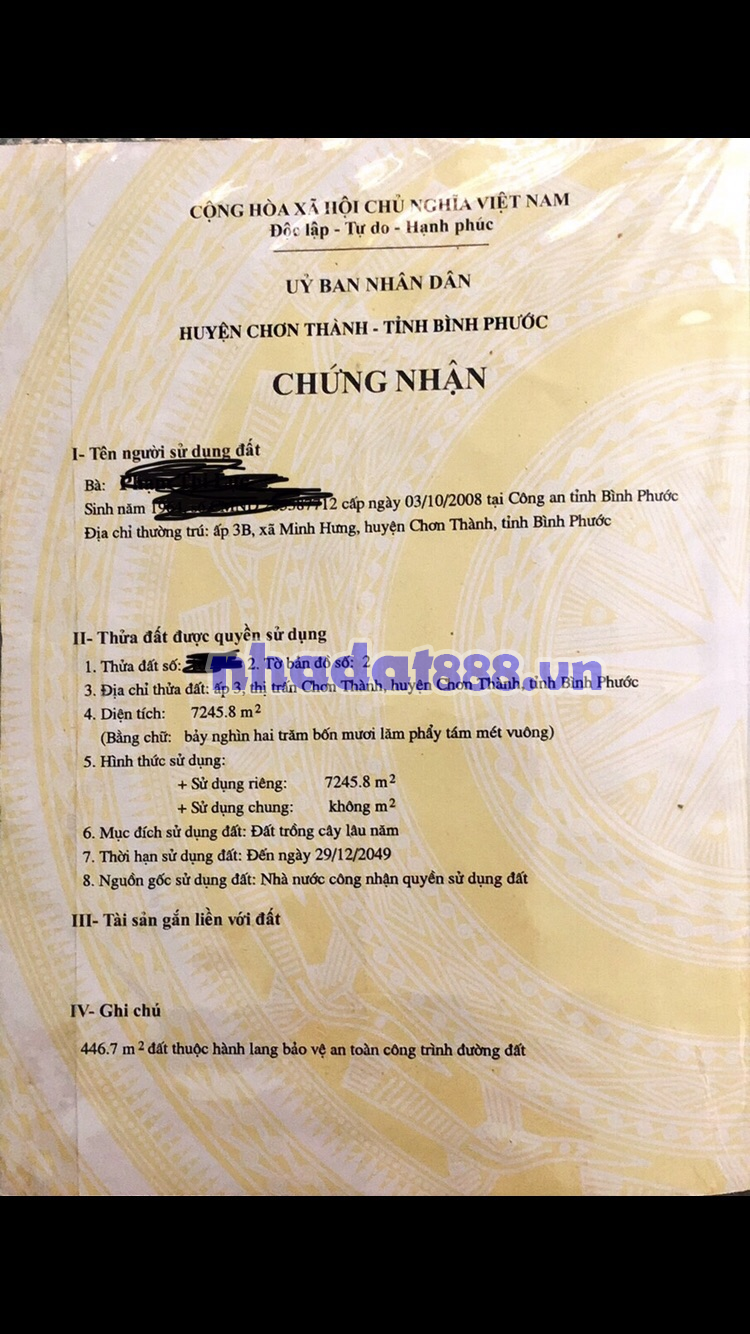 CỘNG HÒA XÃ HỘI CHỦ NGHĨA VIỆT NAM
Độc lập - Tự do - Hạnh phúc
UỶ BAN NHÂN DÂN
HUYỆN CHƠN THÀNH - TỈNH BÌNH PHƯỚC
CHỨNG NHẬN
I- Tên người sử dụng đất
Bà:
Sinh năm cấp ngày 03/10/2008 tại Công an tỉnh Bình Phước
Địa chỉ thường trú: ấp 3B, xã Minh Hưng, huyện Chơn Thành, tỉnh Bình Phước
II- Thửa đất được quyền sử dụng
1. Thửa đất số: 2. Tờ bản đồ số: 2
nhadat888.vn
3. Địa chỉ thửa đất: ấp 3, thị trấn Chơn Thành, huyện Chơn Thành, tỉnh Bình Phước
4. Diện tích: 7245.8 m²
(Bằng chữ: bảy nghìn hai trăm bốn mươi lăm phẩy tám mét vuông)
5. Hình thức sử dụng:
+ Sử dụng riêng: 7245.8 m²
+ Sử dụng chung: không m²
6. Mục đích sử dụng đất: Đất trồng cây lâu năm
7. Thời hạn sử dụng đất: Đến ngày 29/12/2049
8. Nguồn gốc sử dụng đất: Nhà nước công nhận quyền sử dụng đất
III- Tài sản gắn liền với đất
IV- Ghi chú
446.7 m² đất thuộc hành lang bảo vệ an toàn công trình đường đất